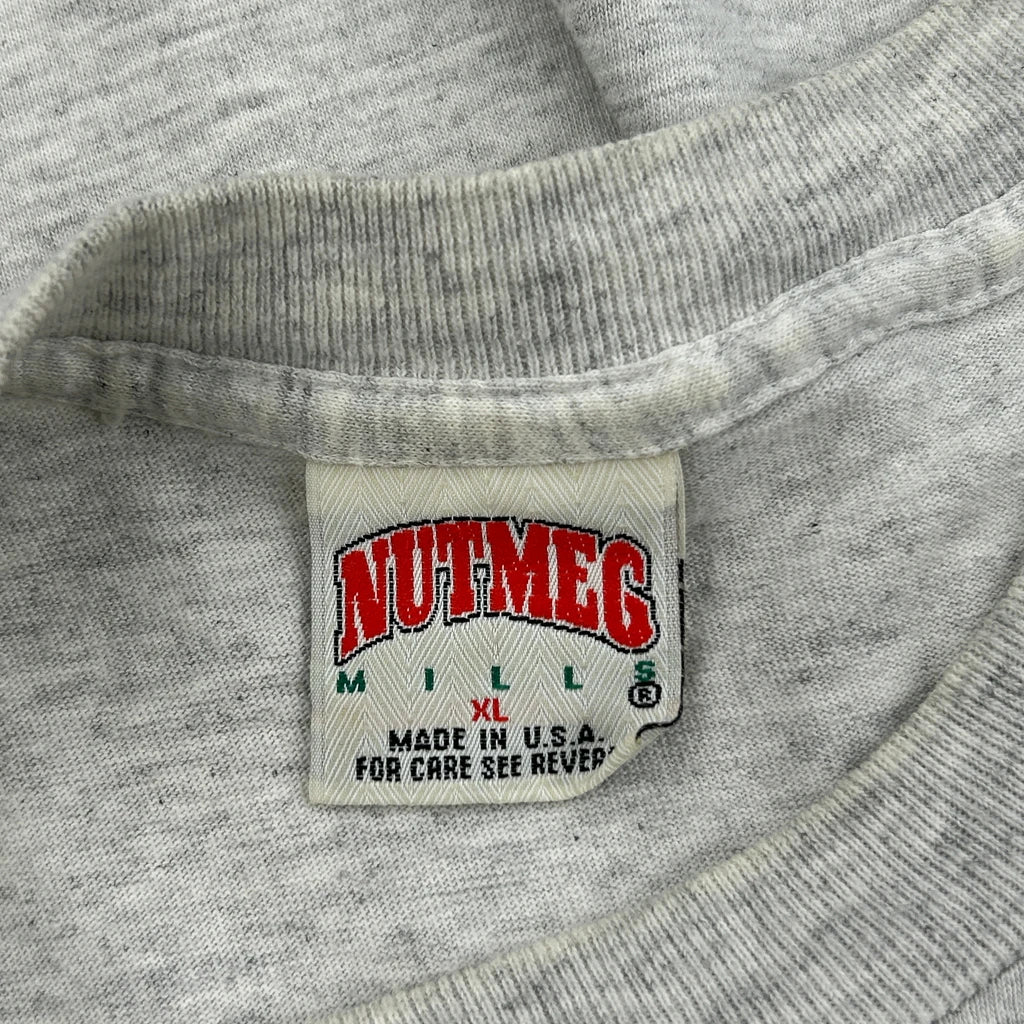 NUTMEG
MILLS
®
XL
MADE IN U.S.A.
FOR CARE SEE REVER